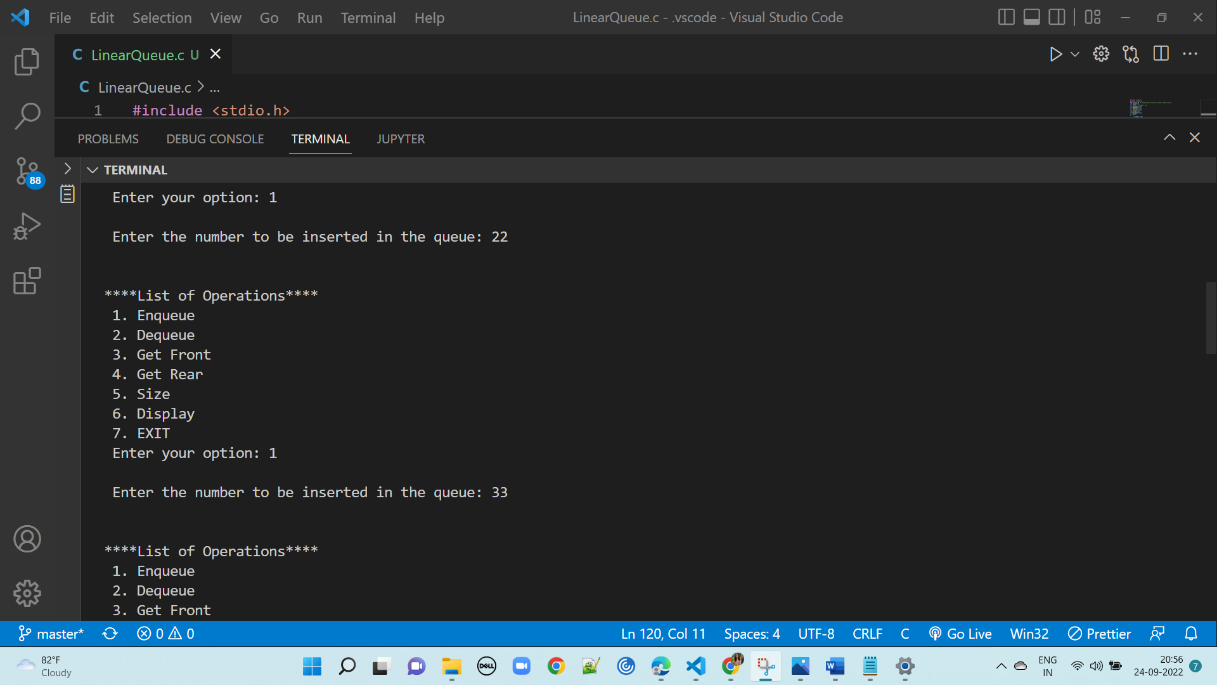 File Edit Selection View Go Run Terminal Help LinearQueue.c - .vscode - Visual Studio Code
C LinearQueue.c U
C LinearQueue.c > ...
1 #include <stdio.h>
PROBLEMS DEBUG CONSOLE TERMINAL JUPYTER
TERMINAL
88
Enter your option: 1
Enter the number to be inserted in the queue: 22
****List of Operations****
1. Enqueue
2. Dequeue
3. Get Front
4. Get Rear
5. Size
6. Display
7. EXIT
Enter your option: 1
Enter the number to be inserted in the queue: 33
****List of Operations****
1. Enqueue
2. Dequeue
3. Get Front
master* 0 0 Ln 120, Col 11 Spaces: 4 UTF-8 CRLF C Go Live Win32 Prettier
82°F
Cloudy
DELL
W
ENG
IN
20:56
24-09-2022
7